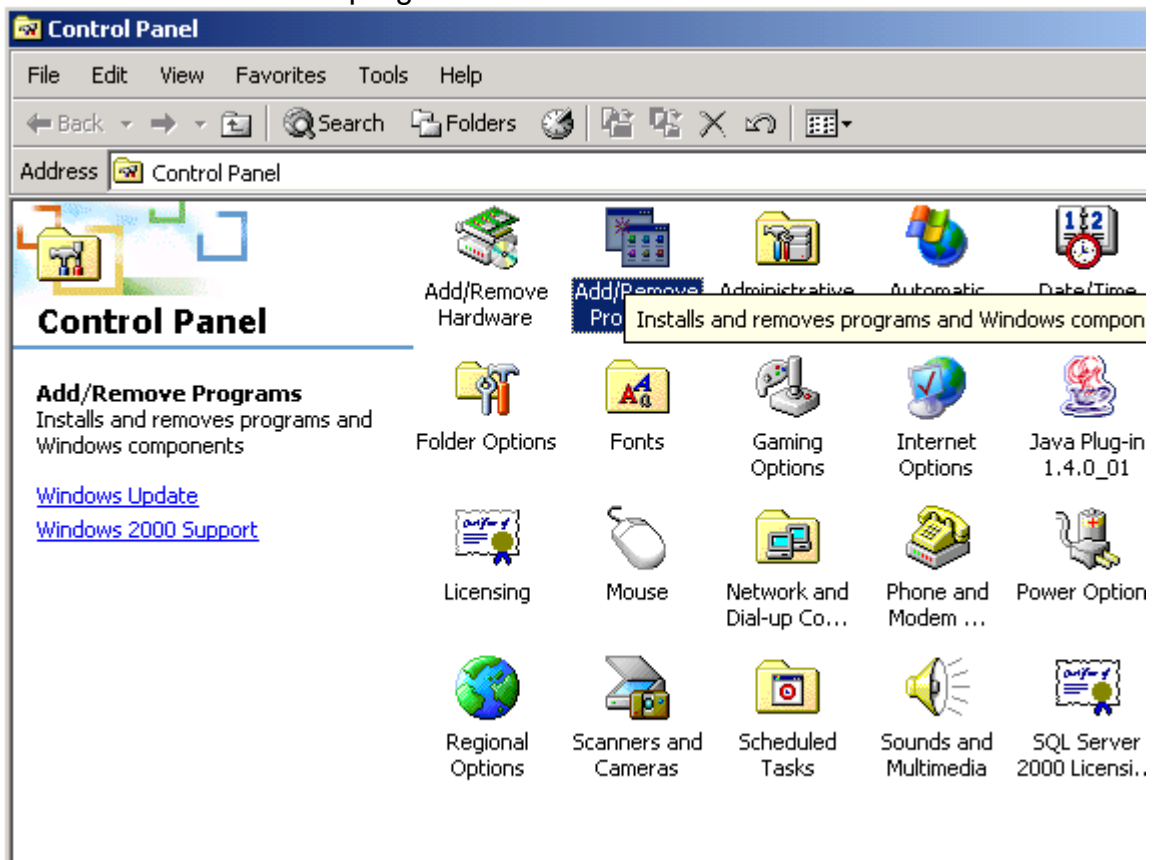 Control Panel
File Edit View Favorites Tools Help
Back Search Folders
Address Control Panel
Control Panel
Add/Remove Programs
Installs and removes programs and
Windows components
Windows Update
Windows 2000 Support
Add/Remove
Hardware
Add/Remove
Pro
Administrative
Automatic
Date/Time
Installs and removes programs and Windows compon
Folder Options
Fonts
Gaming
Options
Internet
Options
Java Plug-in
1.4.0_01
Licensing
Mouse
Network and
Dial-up Co...
Phone and
Modem ...
Power Option
Regional
Options
Scanners and
Cameras
Scheduled
Tasks
Sounds and
Multimedia
SQL Server
2000 Licensi..